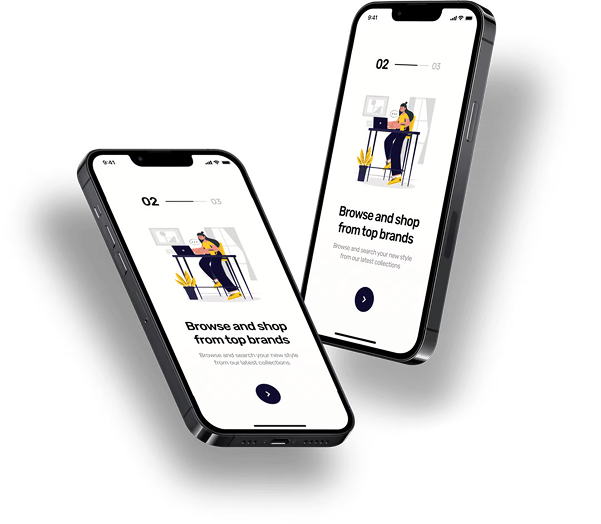 9:41
02 03
Browse and shop
from top brands
Browse and search your new style
from our latest collections
9:41
02 03
Browse and shop
from top brands
Browse and search your new style
from our latest collections